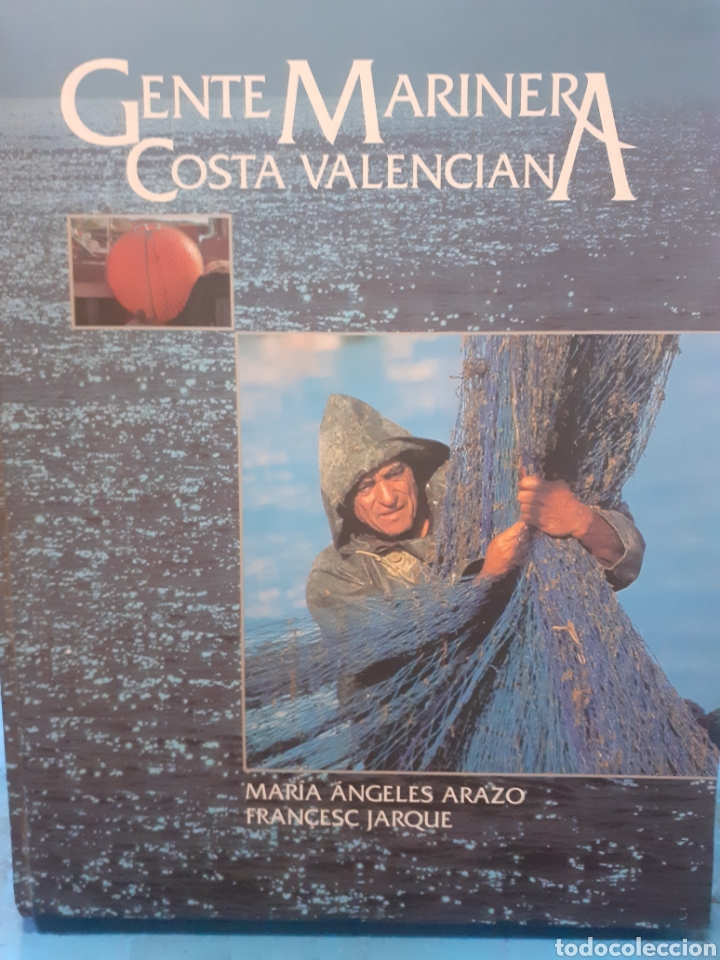 GENTE MARINERA
COSTA VALENCIANA
MARÍA ÁNGELES ARAZO
FRANCESC JARQUE
todocoleccion